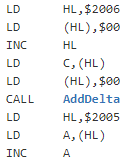 LD HL,$2006
LD (HL),$00
INC HL
LD C,(HL)
LD (HL),$00
CALL AddDelta
LD HL,$2005
LD A,(HL)
INC A